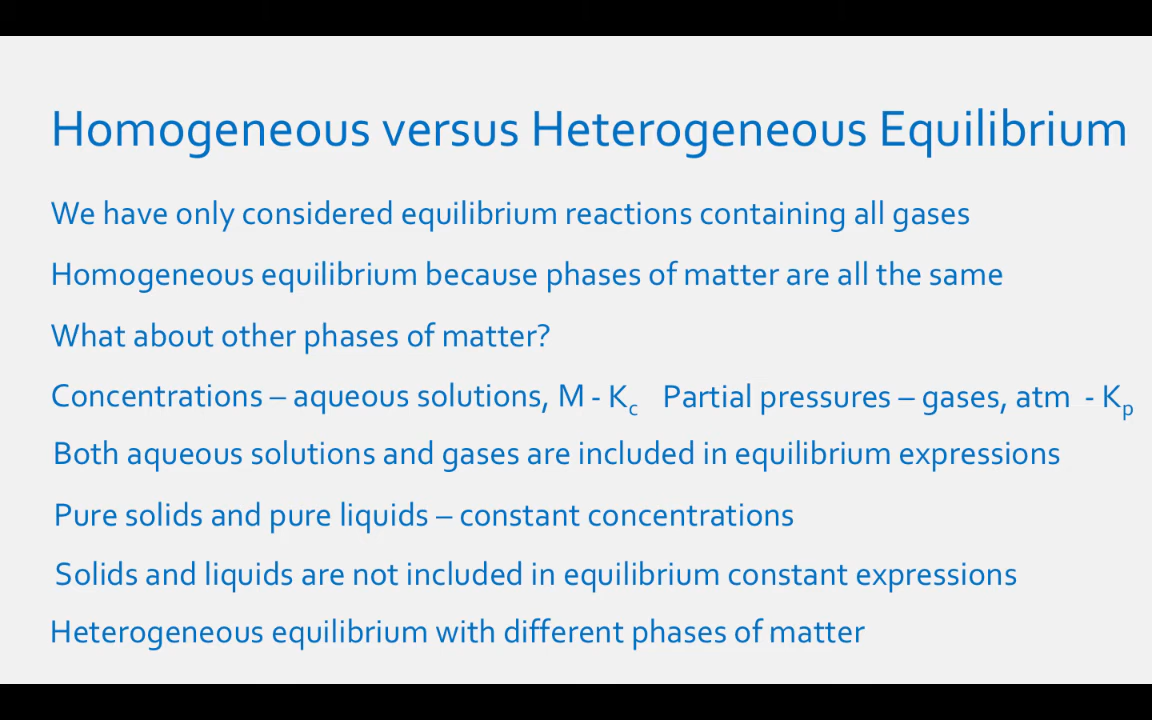 Homogeneous versus Heterogeneous Equilibrium
We have only considered equilibrium reactions containing all gases
Homogeneous equilibrium because phases of matter are all the same
What about other phases of matter?
Concentrations – aqueous solutions, M - Kc Partial pressures – gases, atm - Kp
Both aqueous solutions and gases are included in equilibrium expressions
Pure solids and pure liquids – constant concentrations
Solids and liquids are not included in equilibrium constant expressions
Heterogeneous equilibrium with different phases of matter